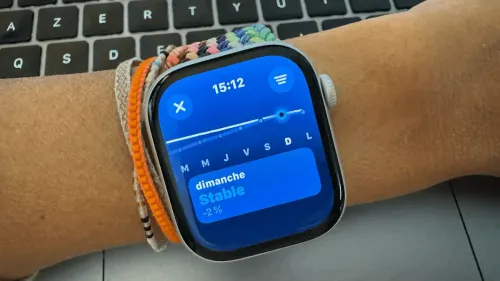 A Z E R T Y U
Q S D
15:12
M M J V S D L
dimanche
Stable
-2 %